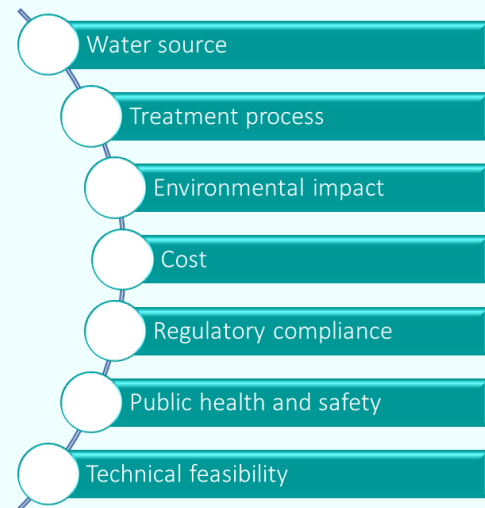 Water source
Treatment process
Environmental impact
Cost
Regulatory compliance
Public health and safety
Technical feasibility